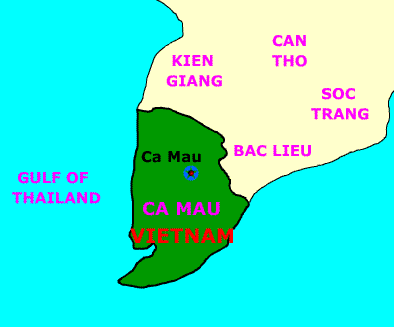 CAN
THO
KIEN
GIANG
SOC
TRANG
BAC LIEU
Ca Mau
GULF OF
THAILAND
CA MAU
VIETNAM